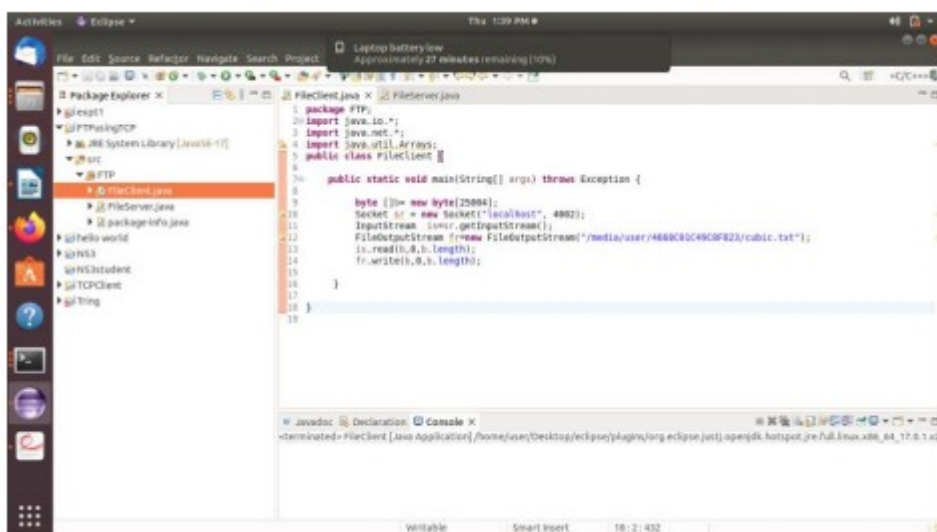 Activities Eclipse Thu 1:39 PM
Laptop battery low
Approximately 27 minutes remaining (10%)
File Edit Source Refactor Navigate Search Project
Package Explorer
FileClient.java FileServer.java
expt1
FTPusingTCP
JRE System Library [JavaSE-17]
src
FTP
FileClient.java
FileServer.java
package-info.java
hello world
NS3
NS3student
TCPClient
Tring
1 package FTP;
2 import java.io.*;
3 import java.net.*;
4 import java.util.Arrays;
5 public class FileClient {
6
7 public static void main(String[] args) throws Exception {
8
9 byte []b= new byte[25004];
10 Socket sr = new Socket("localhost", 4002);
11 InputStream is=sr.getInputStream();
12 FileOutputStream fr=new FileOutputStream("/media/user/ /cubic.txt");
13 is.read(b,0,b.length);
14 fr.write(b,0,b.length);
15
16 }
17
18 }
19
Javadoc Declaration Console
<terminated> FileClient [Java Application] /home/user/Desktop/eclipse/plugins/org.eclipse.justj.openjdk.hotspot.jre.full.linux.x86_64_17.0.1.v2
Writable Smart Insert 18 : 2 : 432